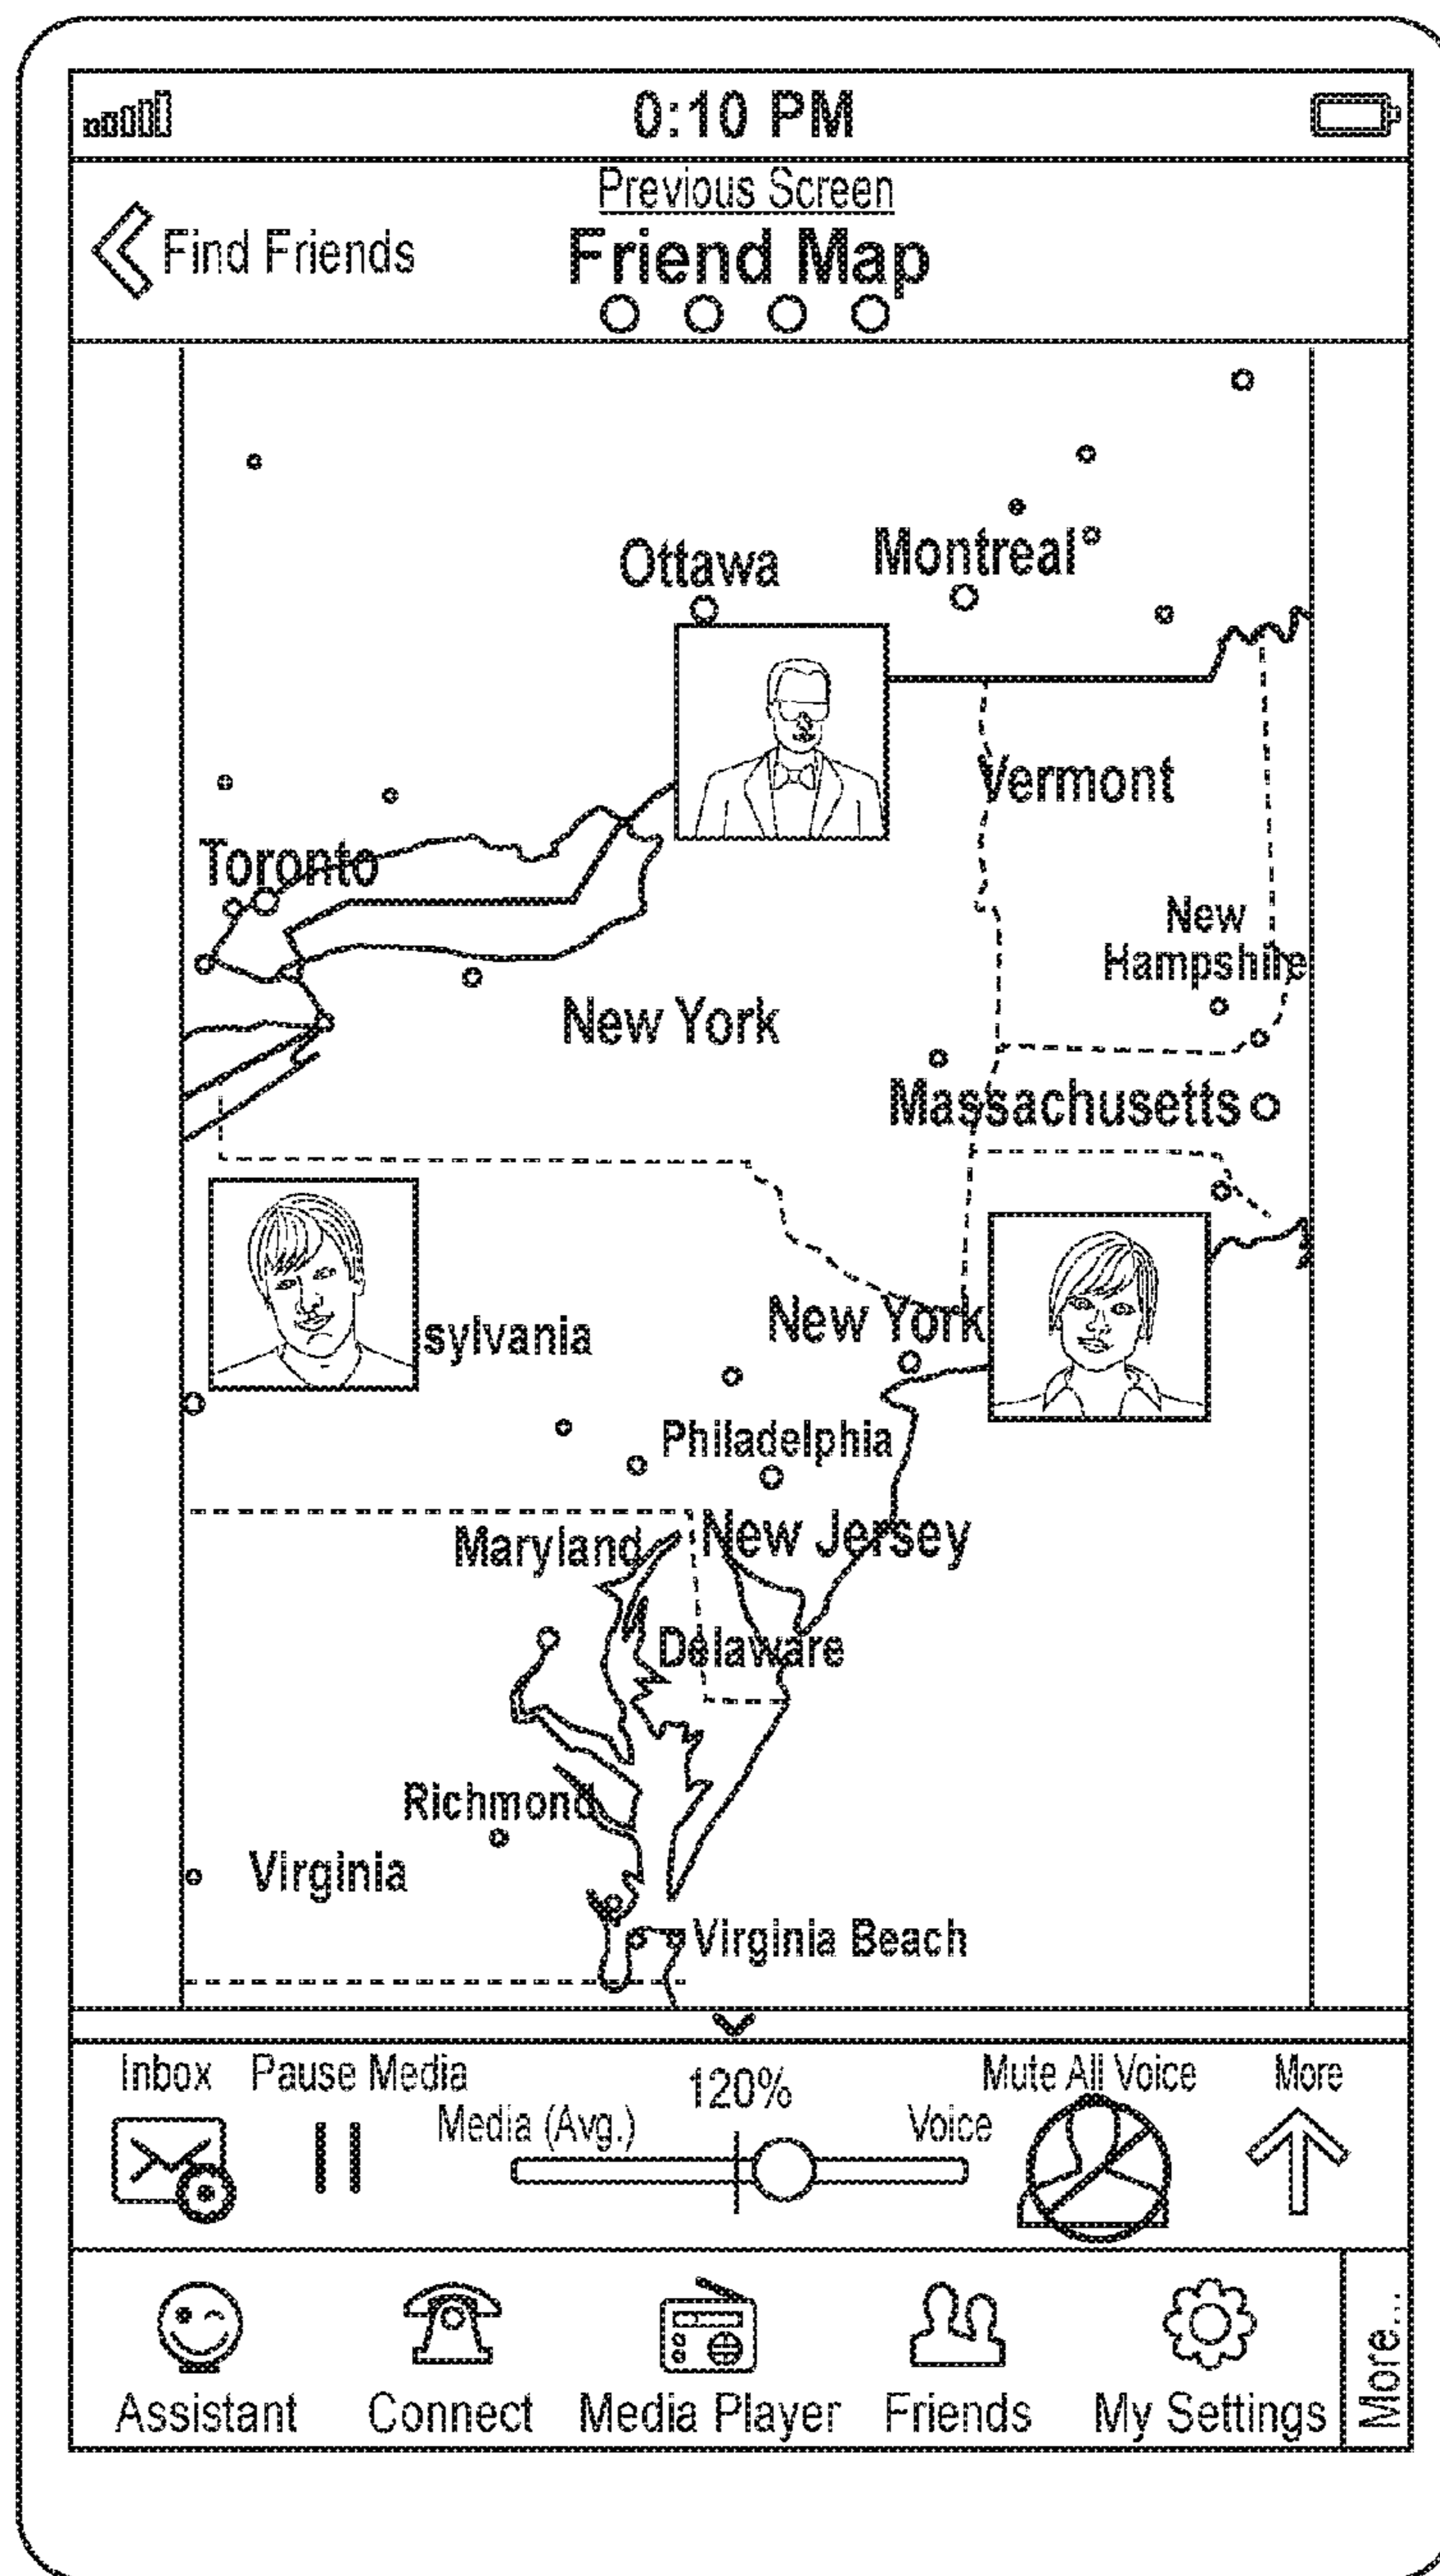 0:10 PM
Previous Screen
Find Friends
Friend Map
Ottawa
Montreal
Vermont
Toronto
New
Hampshire
New York
Massachusetts
sylvania
New York
Philadelphia
New Jersey
Maryland
Delaware
Richmond
Virginia
Virginia Beach
Inbox
Pause Media
120%
Mute All Voice
More
Media (Avg.)
Voice
Assistant
Connect
Media Player
Friends
My Settings
More...